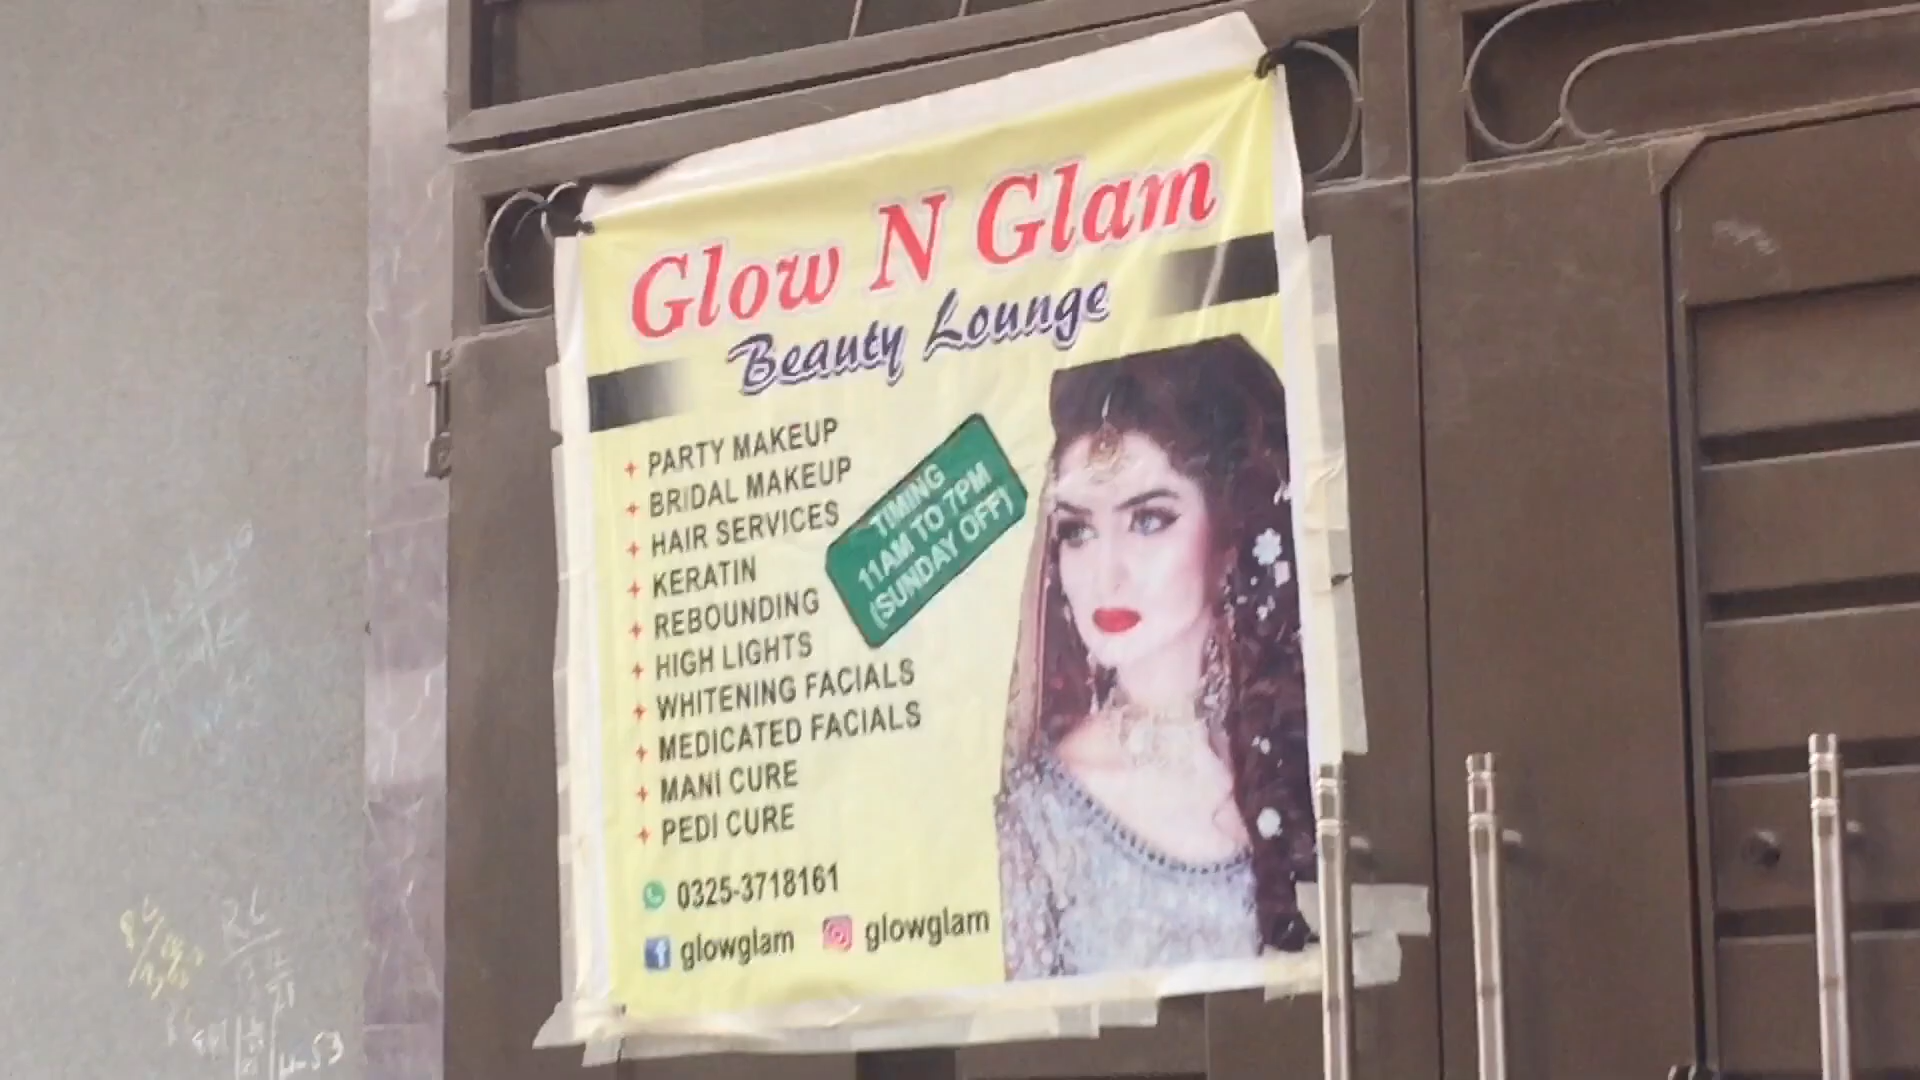 Glow N Glam
Beauty Lounge
+ PARTY MAKEUP
+ BRIDAL MAKEUP
+ HAIR SERVICES
+ KERATIN
+ REBOUNDING
+ HIGH LIGHTS
+ WHITENING FACIALS
+ MEDICATED FACIALS
+ MANI CURE
+ PEDI CURE
TIMING
11AM TO 7PM
(SUNDAY OFF)
0325-3718161
glowglam glowglam